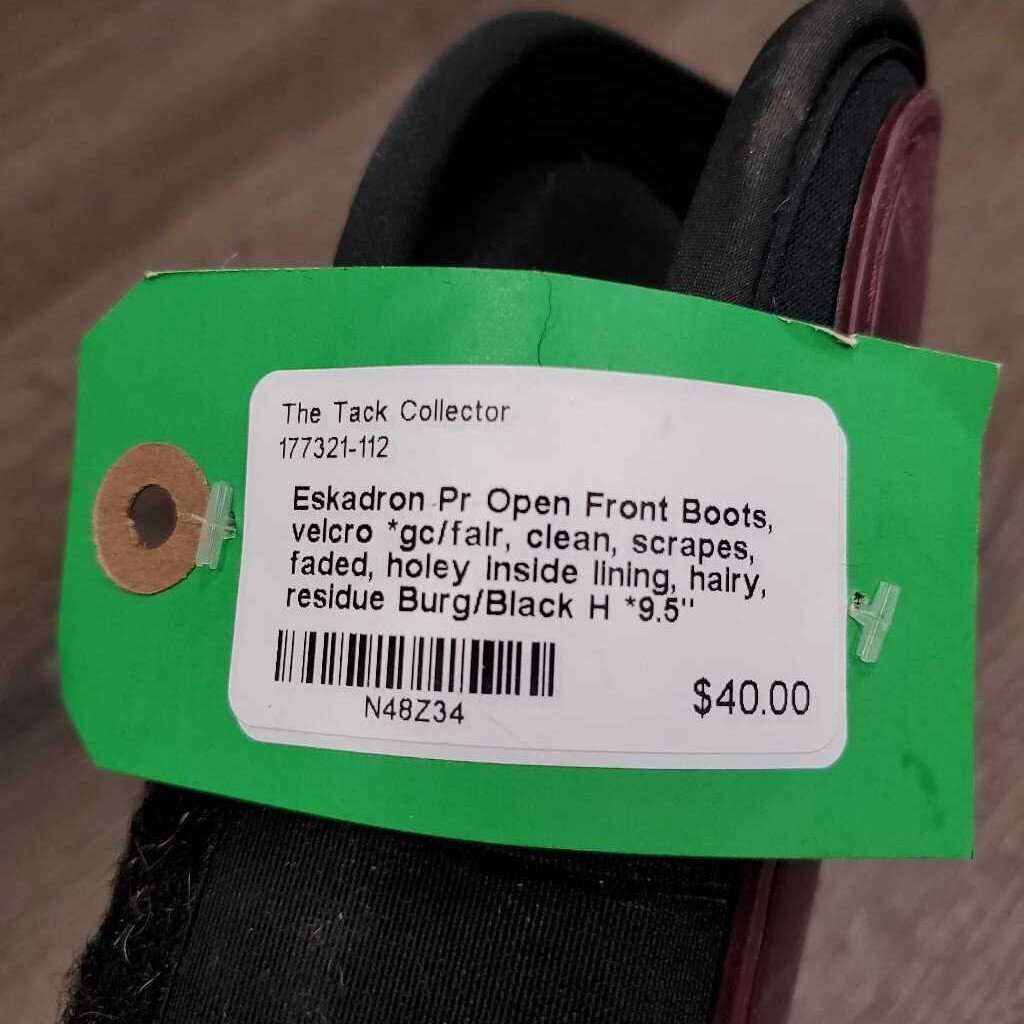 The Tack Collector
177321-112
Eskadron Pr Open Front Boots,
velcro *gc/fair, clean, scrapes,
faded, holey inside lining, hairy,
residue Burg/Black H *9.5''
N48Z34
$40.00